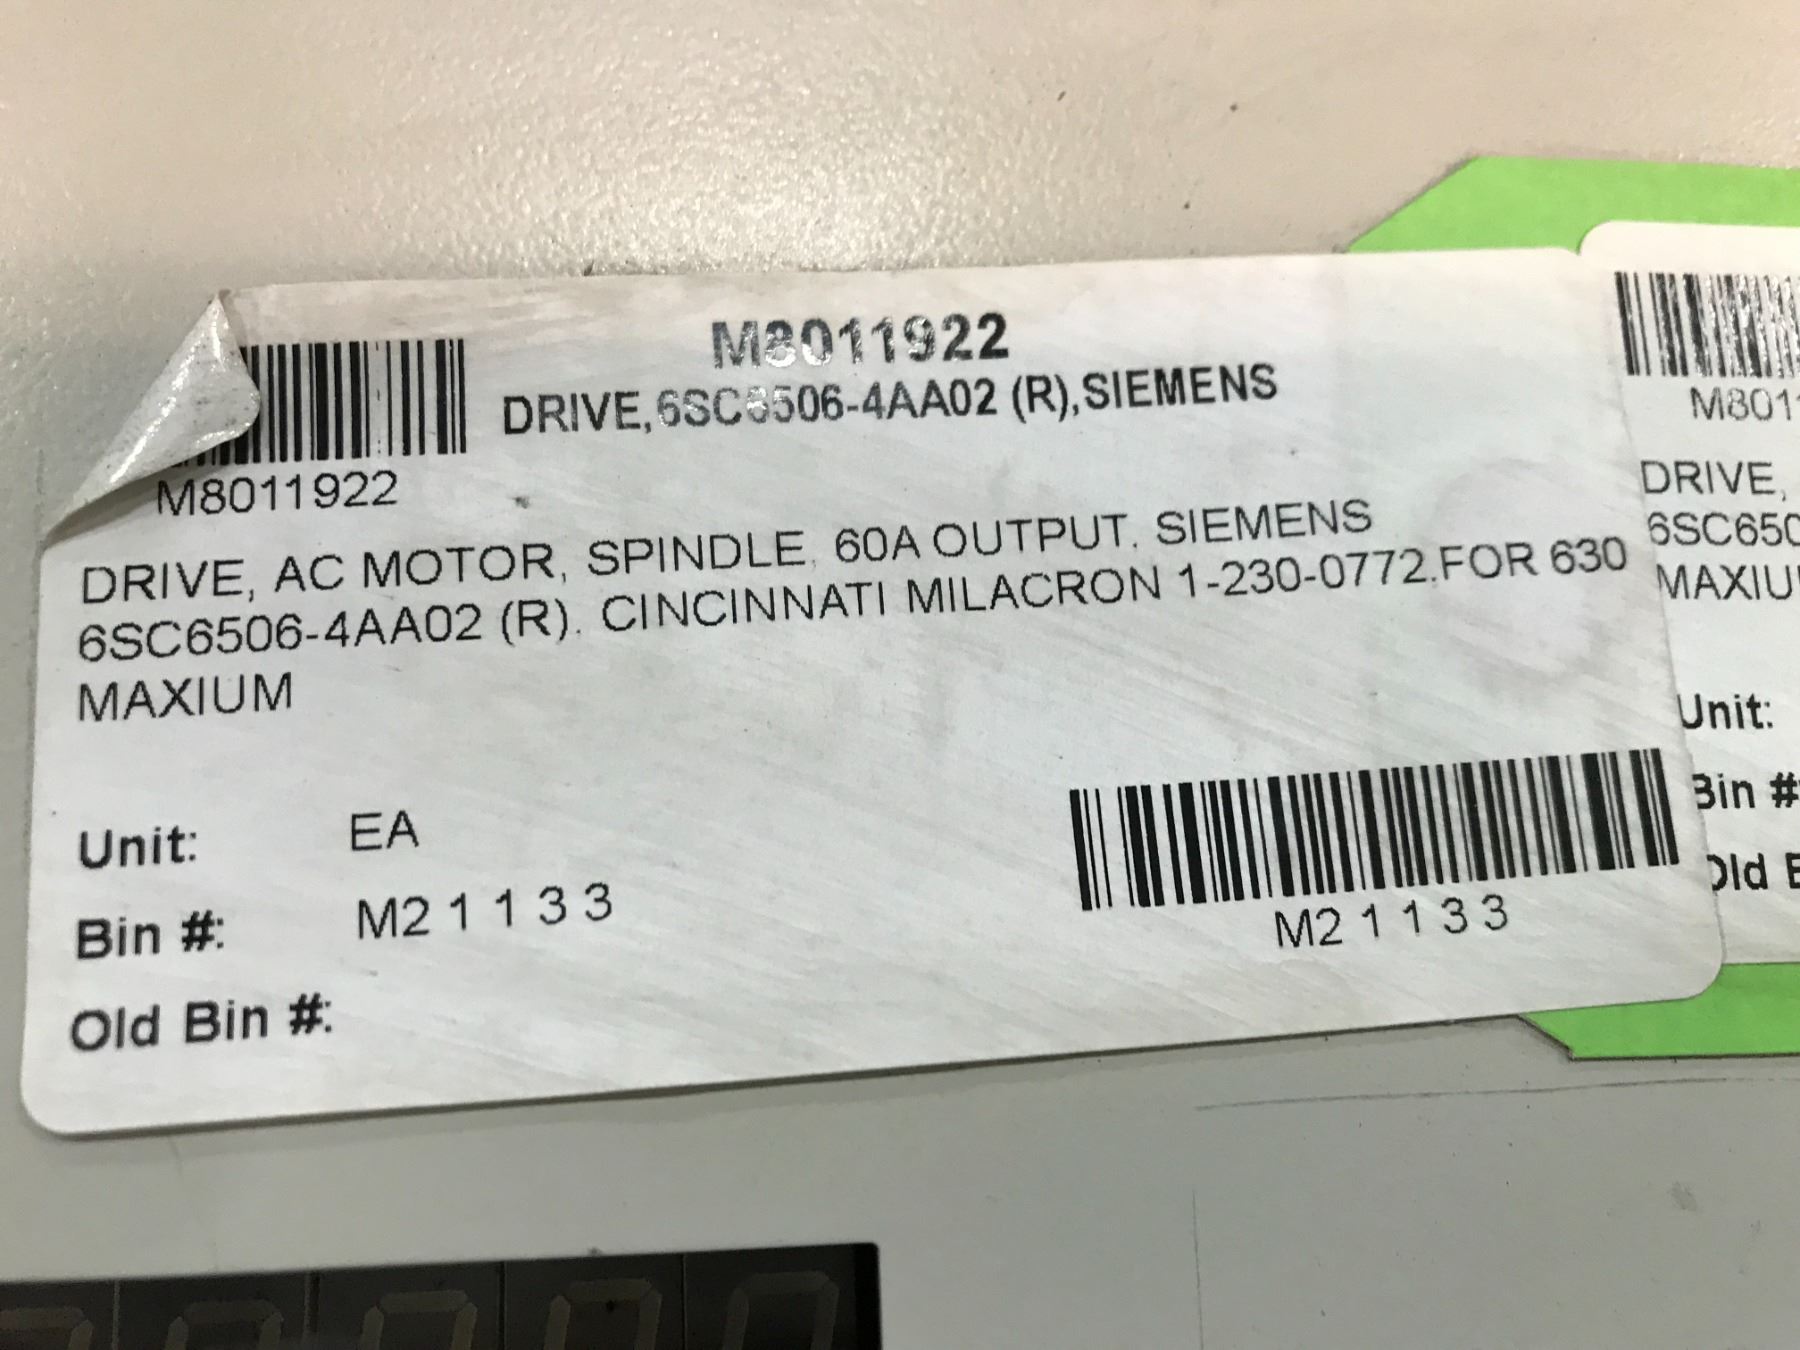 M8011922
DRIVE,6SC6506-4AA02 (R),SIEMENS
M8011922
DRIVE, AC MOTOR, SPINDLE, 60A OUTPUT. SIEMENS
6SC6506-4AA02 (R). CINCINNATI MILACRON 1-230-0772.FOR 630
MAXIUM
Unit: EA
Bin #: M21133
M21133
Old Bin #:
M801
DRIVE,
6SC650
MAXIU
Unit:
Bin #
Old B